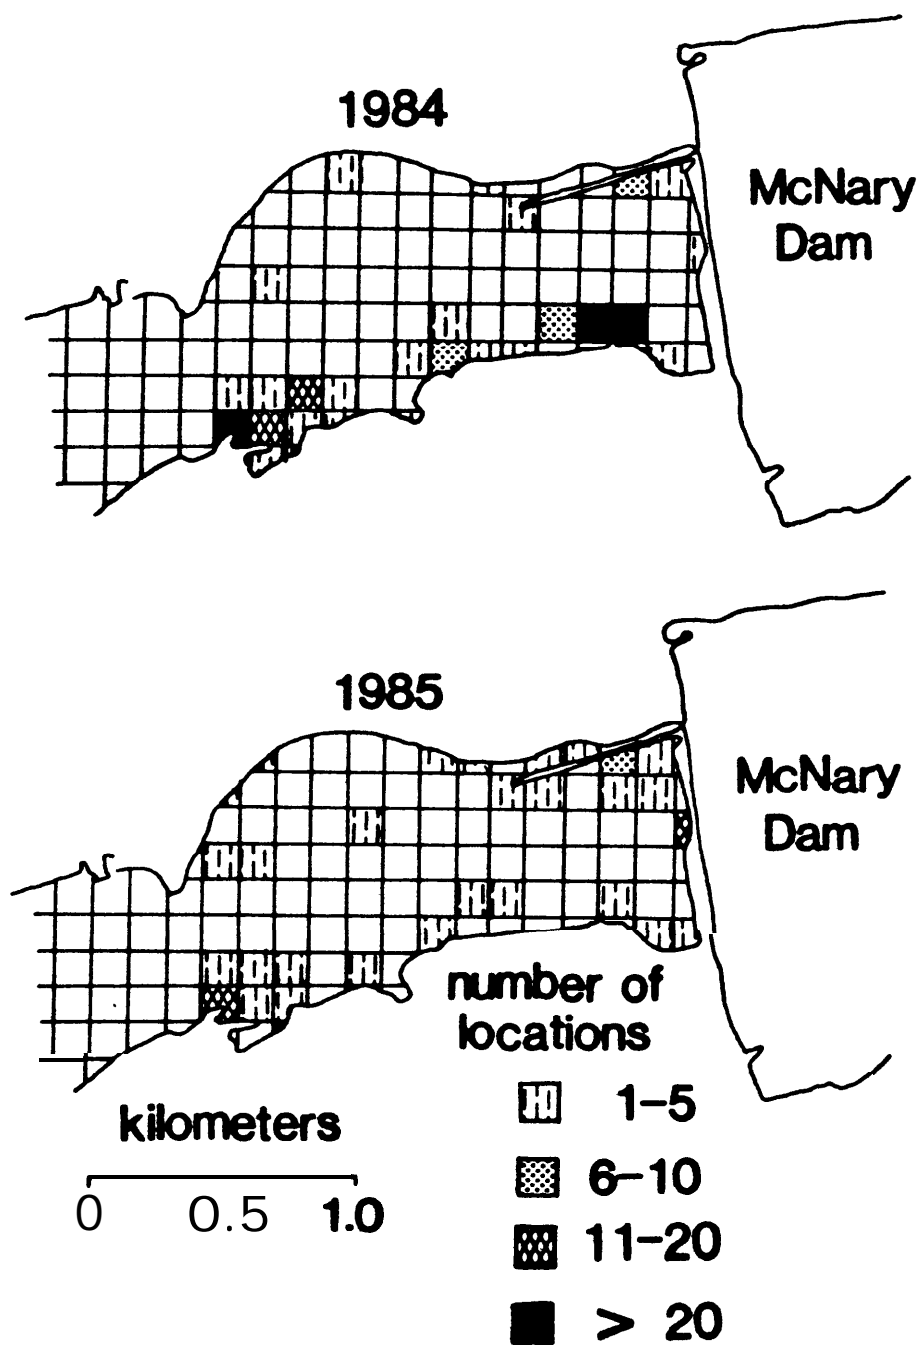 1984
McNary
Dam
1985
McNary
Dam
number of
locations
1–5
6–10
11–20
> 20
kilometers
0 0.5 1.0